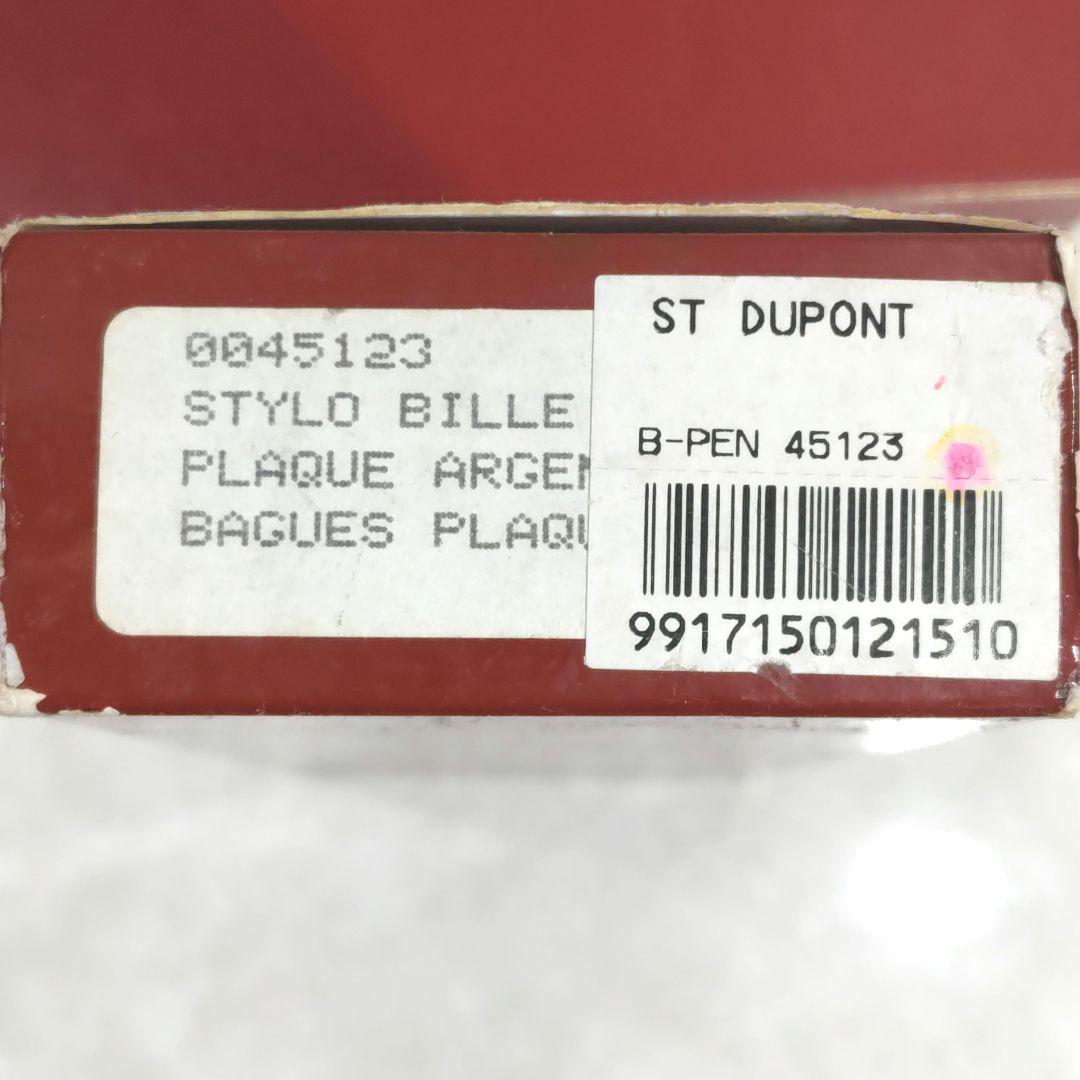 0045123
STYLO BILLE
PLAQUE ARGEN
BAGUES PLAQU
ST DUPONT
B-PEN 45123
9917150121510